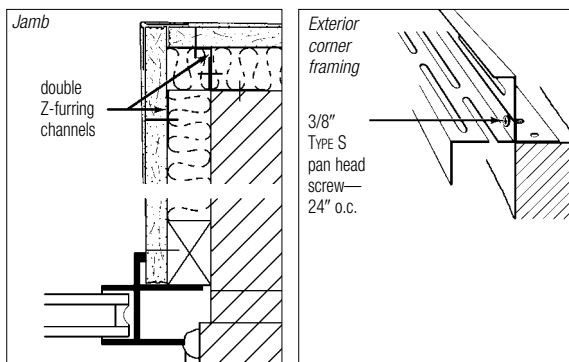 Jamb
double
Z-furring
channels
Exterior
corner
framing
3/8″
TYPE S
pan head
screw—
24″ o.c.